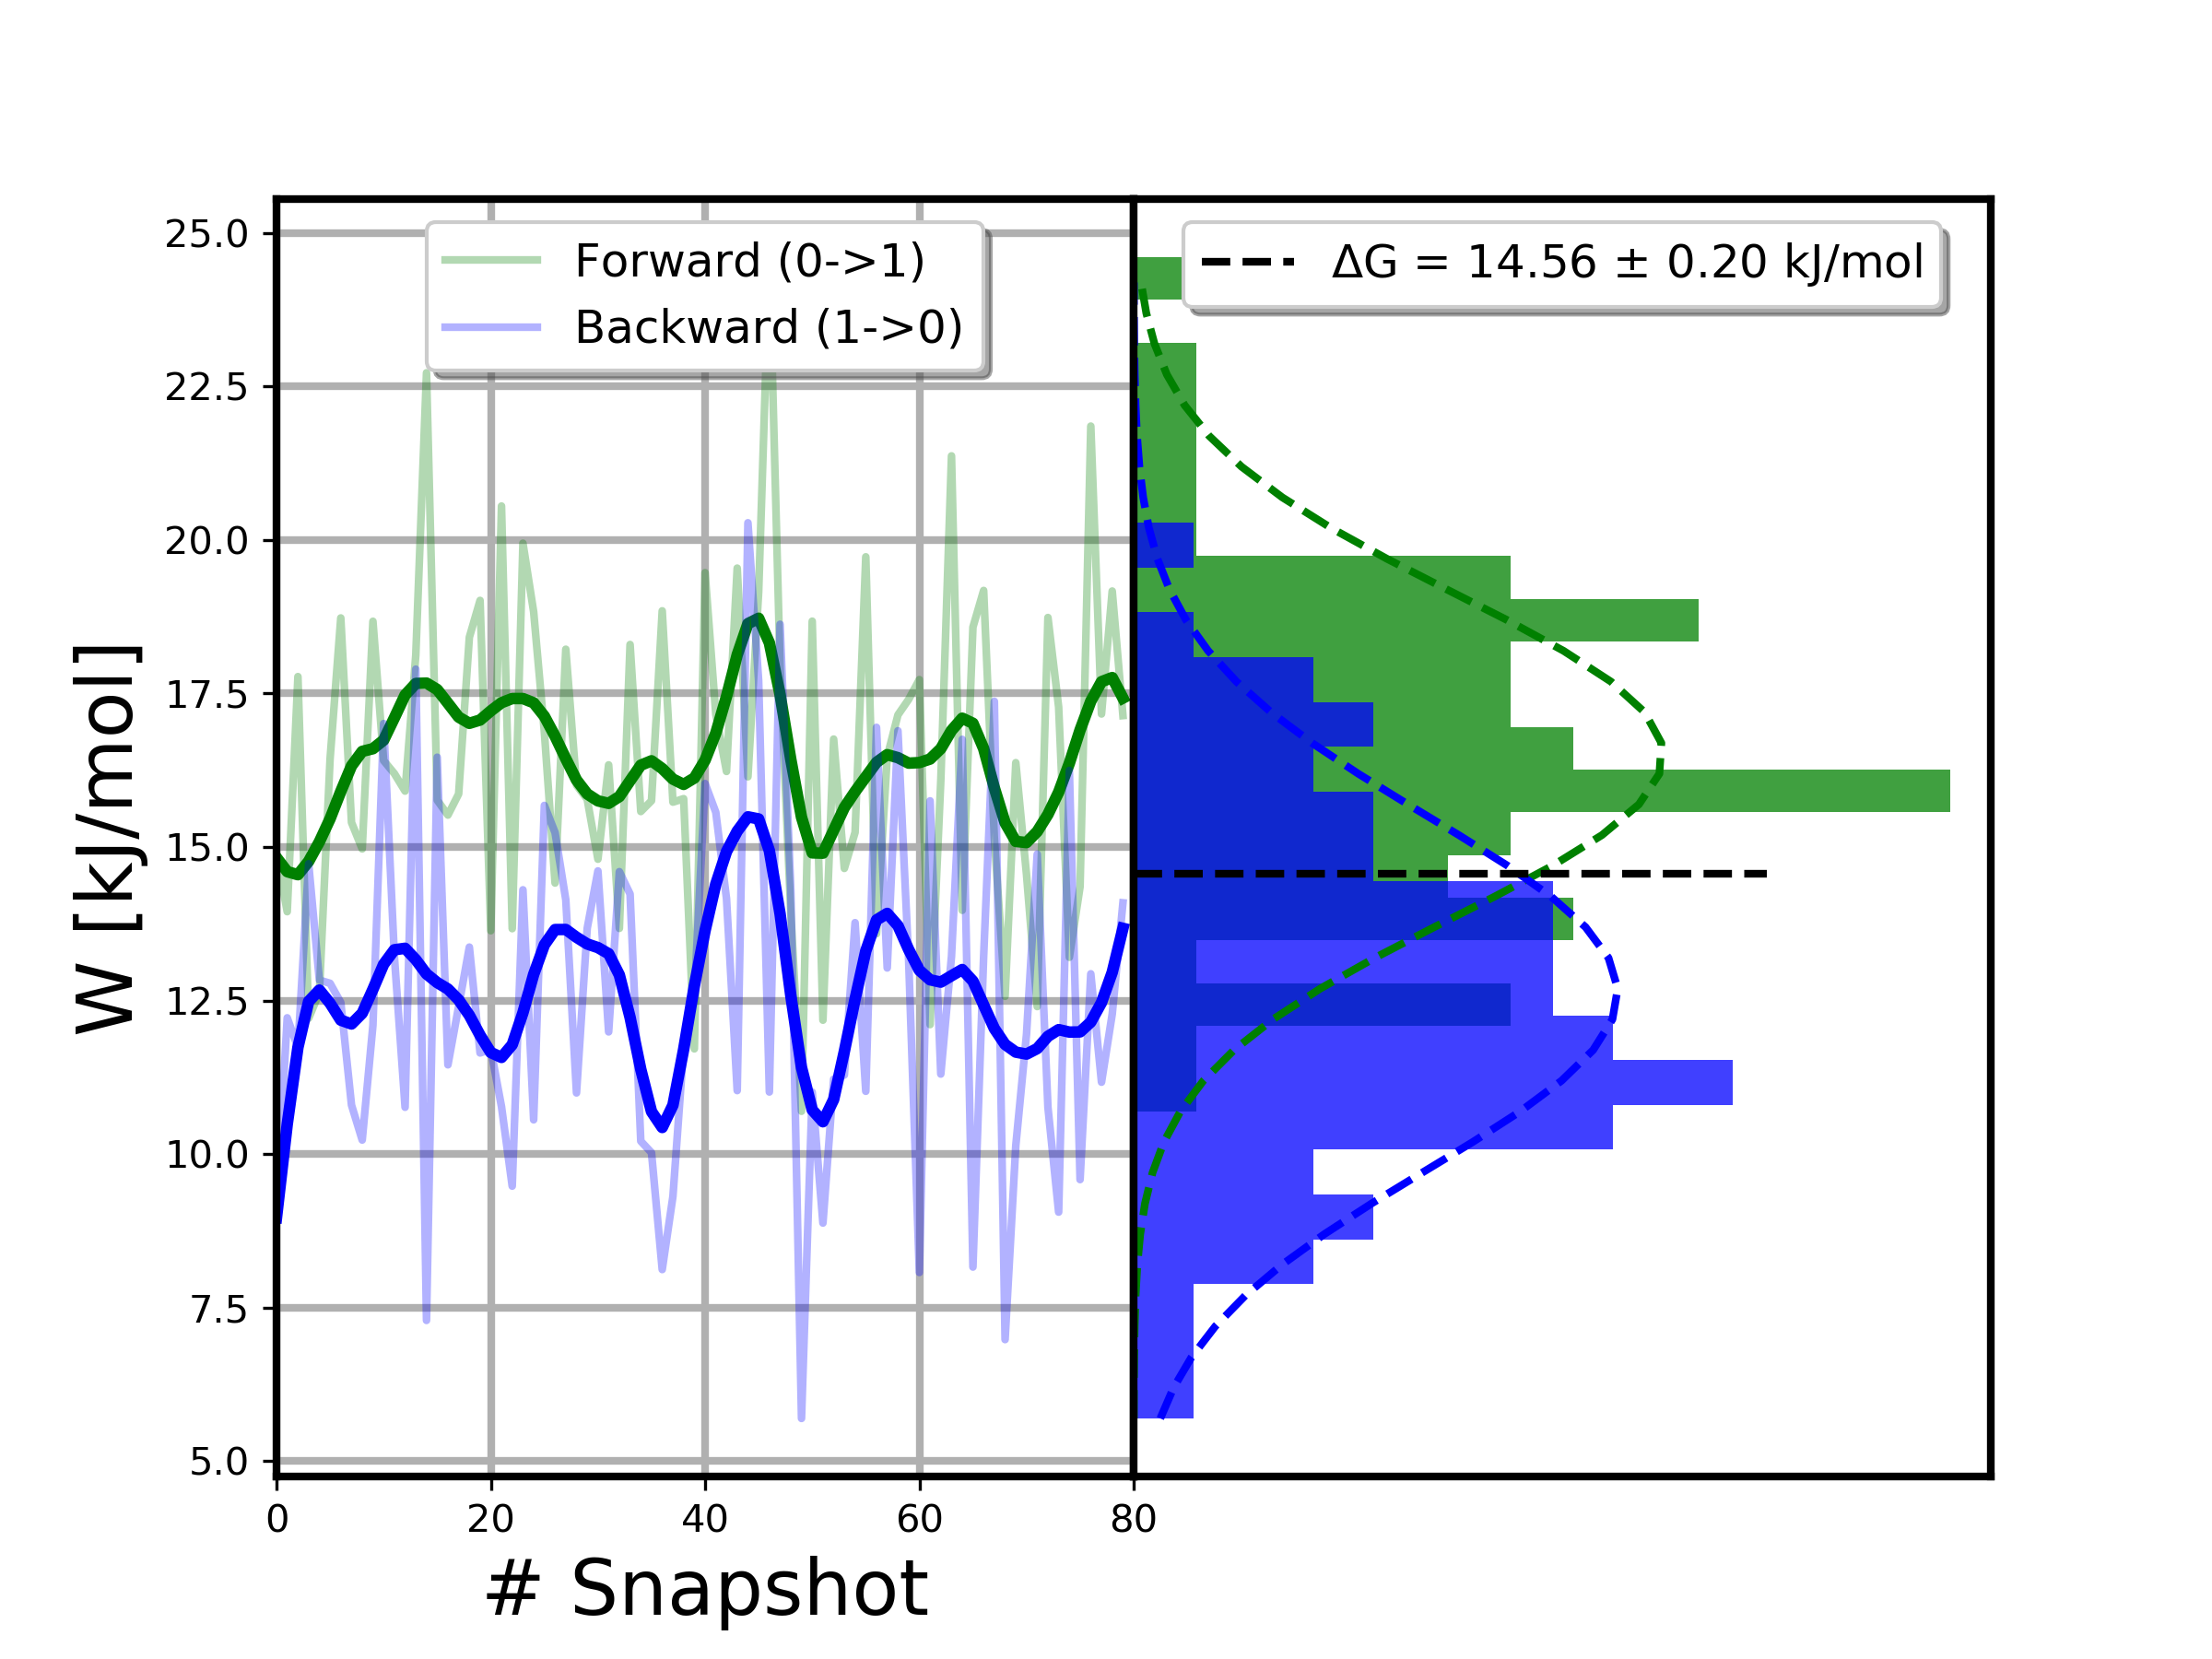 25.0
22.5
20.0
17.5
15.0
12.5
10.0
7.5
5.0
W [kJ/mol]
Forward (0->1)
Backward (1->0)
ΔG = 14.56 ± 0.20 kJ/mol
0 20 40 60 80
# Snapshot